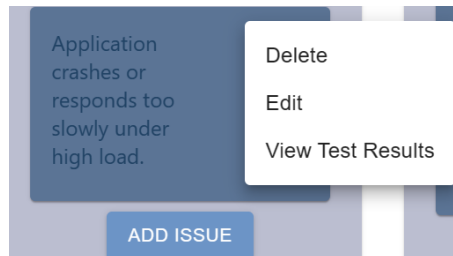 Application
crashes or
responds too
slowly under
high load.
Delete
Edit
View Test Results
ADD ISSUE